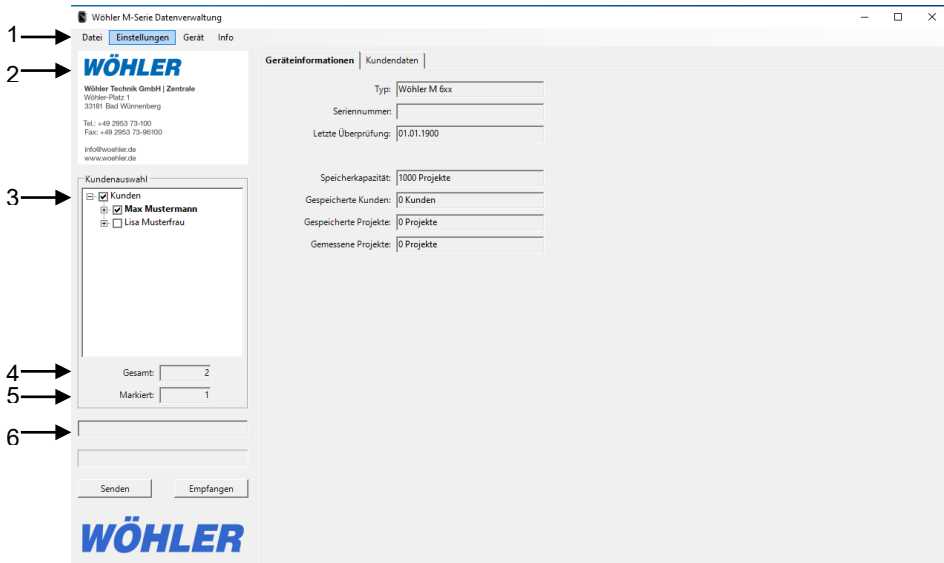 Wöhler M-Serie Datenverwaltung
1
Datei Einstellungen Gerät Info
2
WÖHLER
Wöhler Technik GmbH | Zentrale
Wöhler-Platz 1
33181 Bad Wünnenberg
Tel.: +49 2953 73-100
Fax: +49 2953 73-96100
info@woehler.de
www.woehler.de
Kundenauswahl
3
Kunden
Max Mustermann
Lisa Musterfrau
4
Gesamt: 2
5
Markiert: 1
6
Senden Empfangen
WÖHLER
Geräteinformationen Kundendaten
Typ: Wöhler M 6xx
Seriennummer:
Letzte Überprüfung: 01.01.1900
Speicherkapazität: 1000 Projekte
Gespeicherte Kunden: 0 Kunden
Gespeicherte Projekte: 0 Projekte
Gemessene Projekte: 0 Projekte